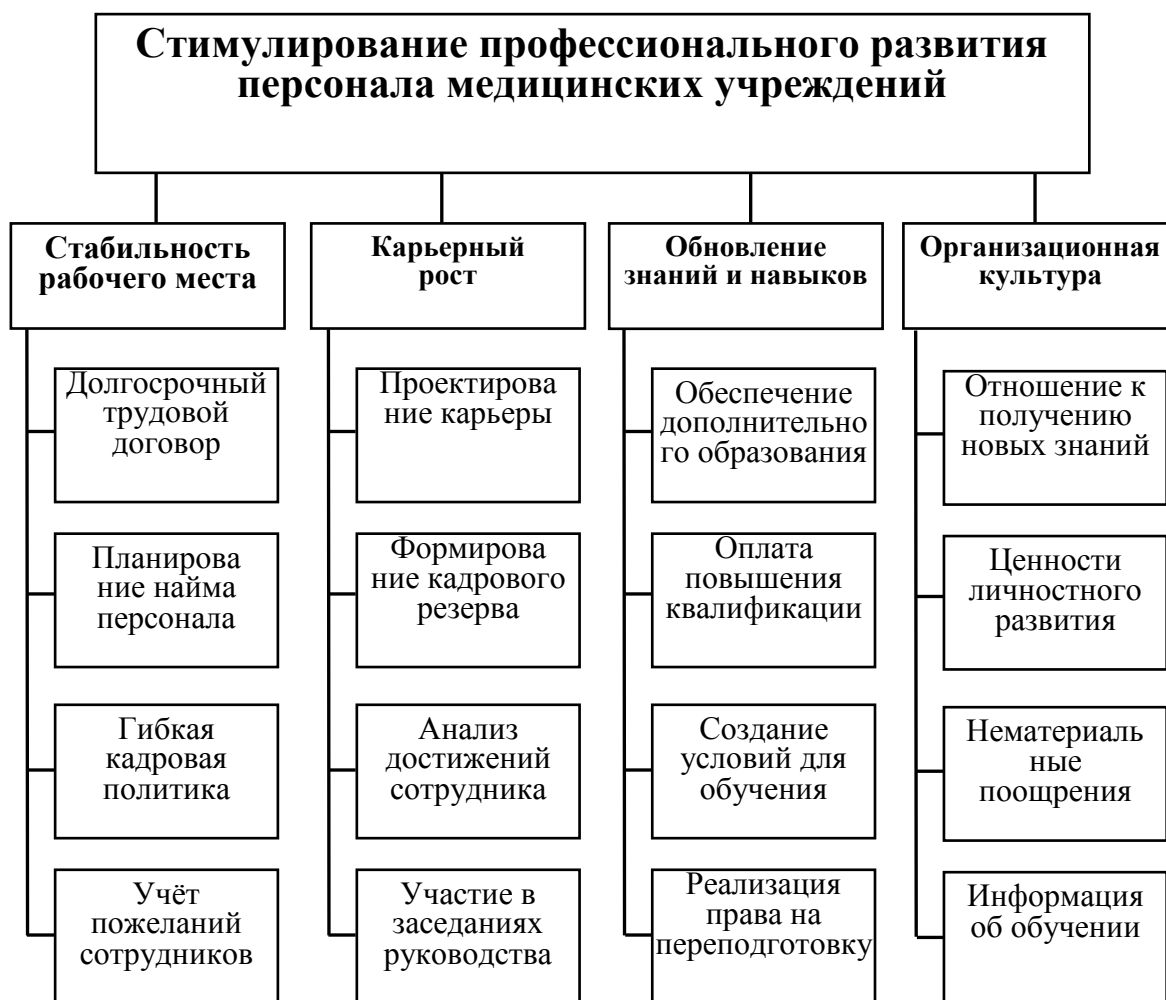 Стимулирование профессионального развития
персонала медицинских учреждений
Стабильность
рабочего места
Долгосрочный
трудовой
договор
Планирова
ние найма
персонала
Гибкая
кадровая
политика
Учёт
пожеланий
сотрудников
Карьерный
рост
Проектирова
ние карьеры
Формирова
ние кадрового
резерва
Анализ
достижений
сотрудника
Участие в
заседаниях
руководства
Обновление
знаний и навыков
Обеспечение
дополнительно
го образования
Оплата
повышения
квалификации
Создание
условий для
обучения
Реализация
права на
переподготовку
Организационная
культура
Отношение к
получению
новых знаний
Ценности
личностного
развития
Нематериаль
ные
поощрения
Информация
об обучении